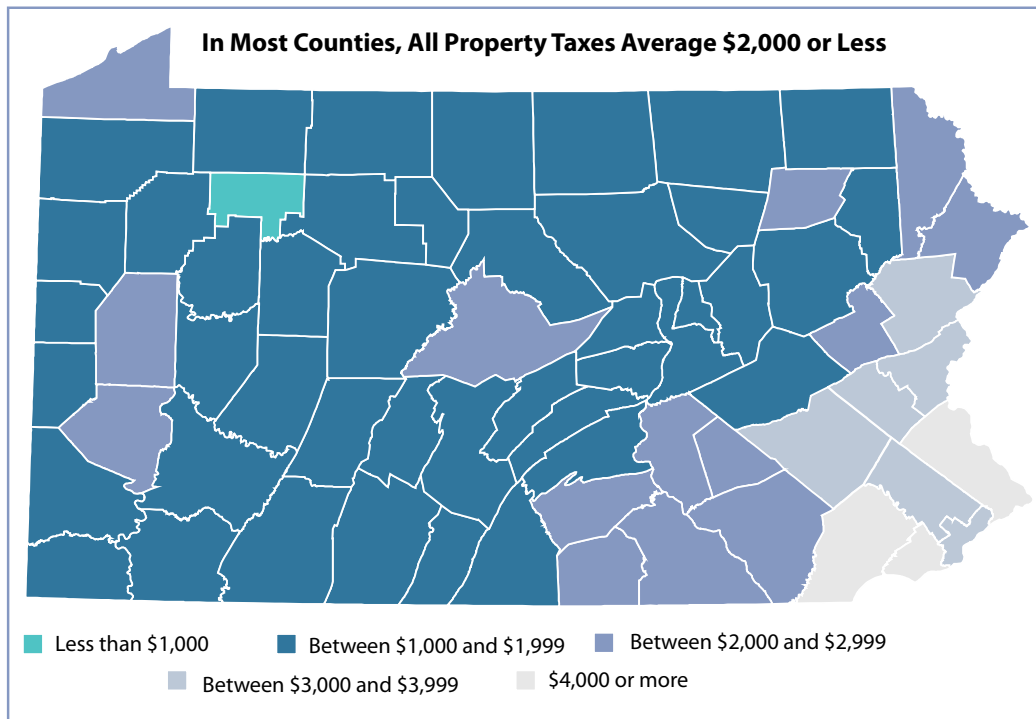 In Most Counties, All Property Taxes Average $2,000 or Less
Less than $1,000
Between $1,000 and $1,999
Between $2,000 and $2,999
Between $3,000 and $3,999
$4,000 or more